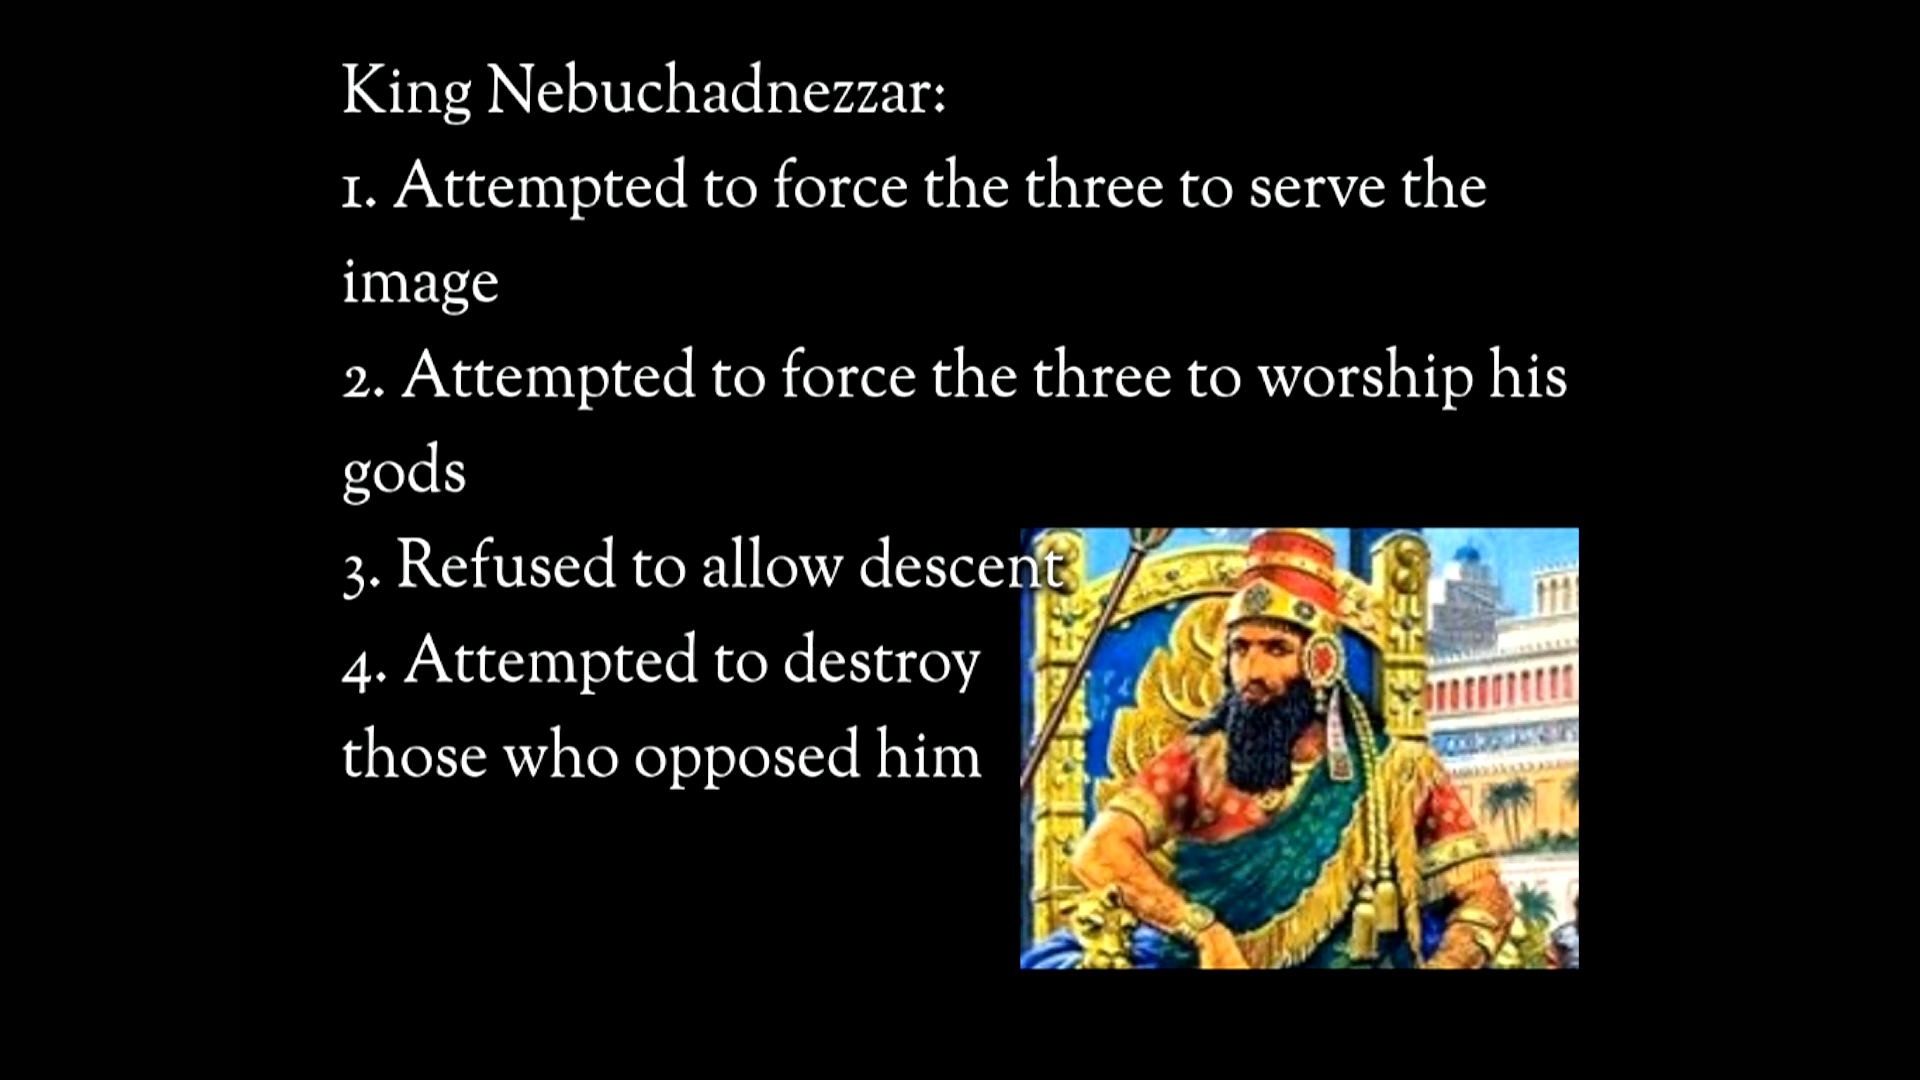 King Nebuchadnezzar:
1. Attempted to force the three to serve the
image
2. Attempted to force the three to worship his
gods
3. Refused to allow descent
4. Attempted to destroy
those who opposed him